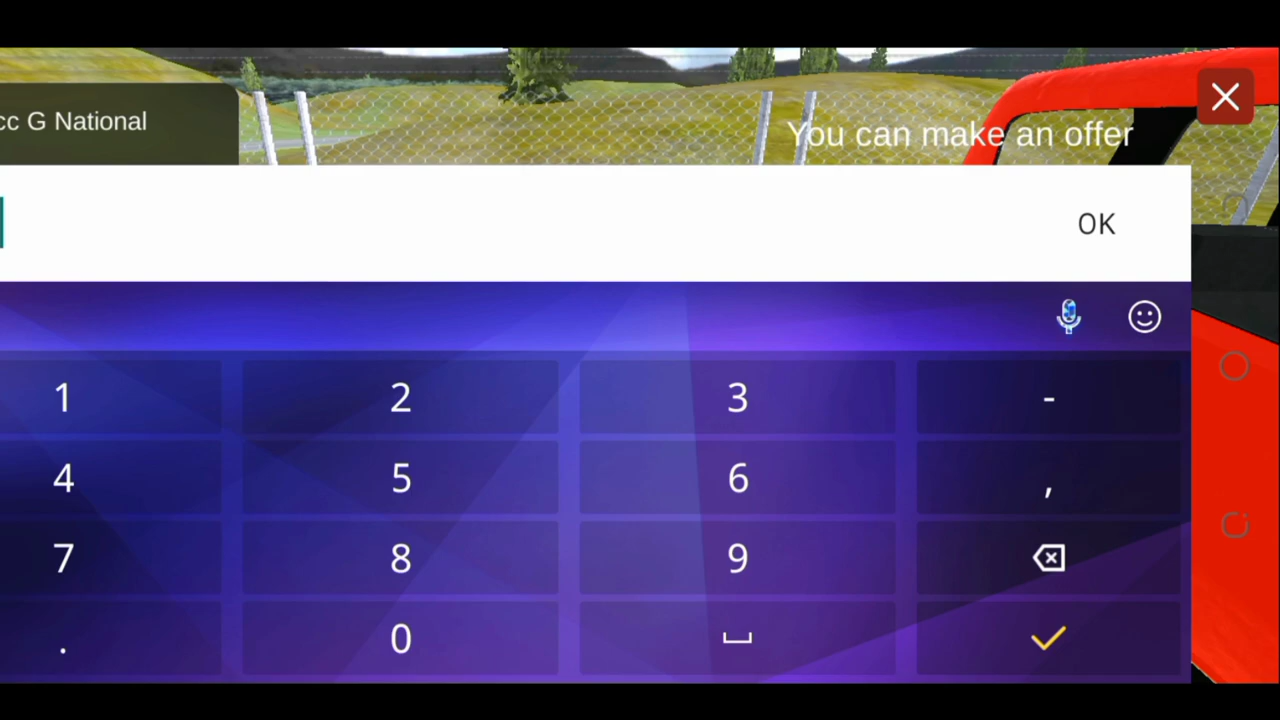 cc G National
You can make an offer
OK
1 2 3 -
4 5 6 ,
7 8 9
. 0